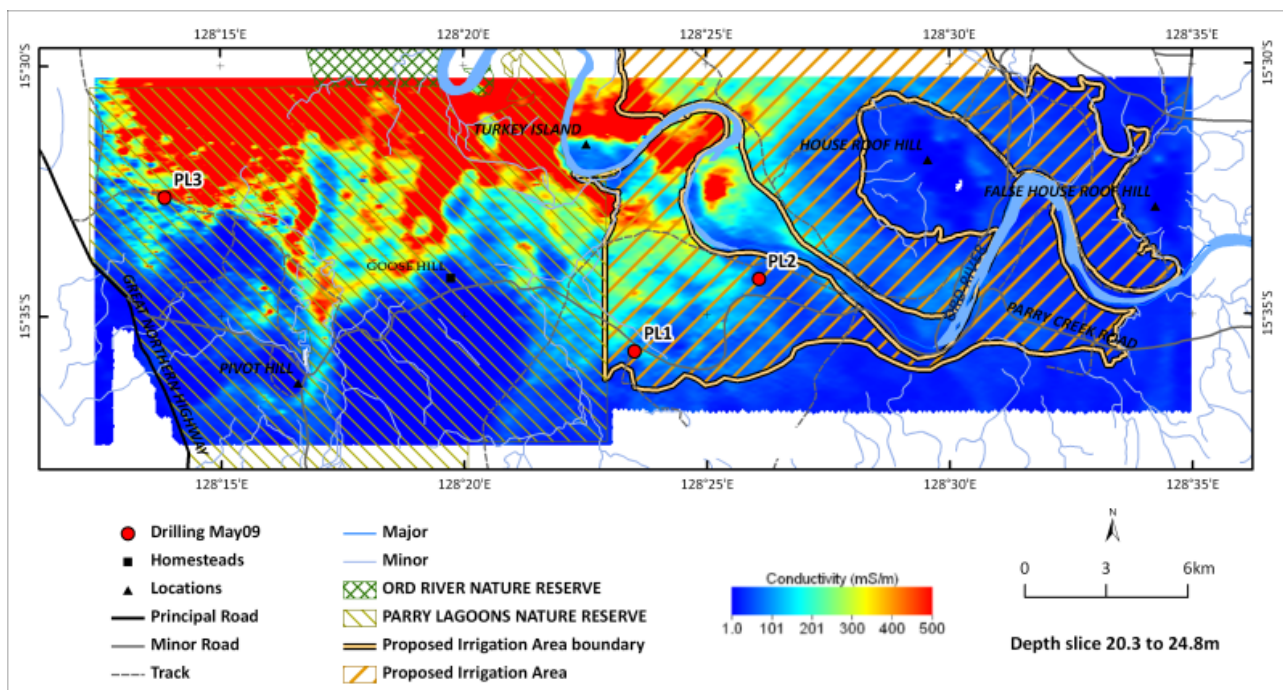 128°15'E 128°20'E 128°25'E 128°30'E 128°35'E
15°30'S 15°30'S
TURKEY ISLAND
HOUSE ROOF HILL
PL3
FALSE HOUSE ROOF HILL
GOOSE HILL
PL2
ORD RIVER
GREAT NORTHERN HIGHWAY
15°35'S 15°35'S
PARRY CREEK ROAD
PL1
PIVOT HILL
128°15'E 128°20'E 128°25'E 128°30'E 128°35'E
Drilling May09
Homesteads
Locations
Principal Road
Minor Road
Track
Major
Minor
ORD RIVER NATURE RESERVE
PARRY LAGOONS NATURE RESERVE
Proposed Irrigation Area boundary
Proposed Irrigation Area
Conductivity (mS/m)
1.0 101 201 300 400 500
N
0 3 6km
Depth slice 20.3 to 24.8m